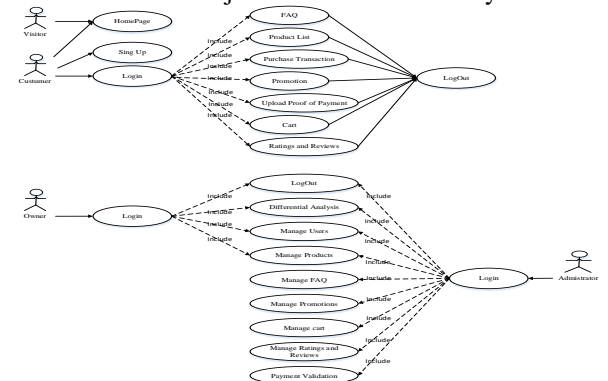 Visitor
HomePage
Custumer
Sing Up
Login
Include
Include
Include
Include
Include
Include
Include
FAQ
Product List
Purchase Transaction
Promotion
Upload Proof of Payment
Cart
Ratings and Reviews
LogOut
Owner
Login
Include
Include
Include
Include
LogOut
Differential Analysis
Manage Users
Manage Products
Manage FAQ
Manage Promotions
Manage cart
Manage Ratings and
Reviews
Payment Validation
Include
Include
Include
Include
Include
Include
Include
Include
Include
Login
Admistrator